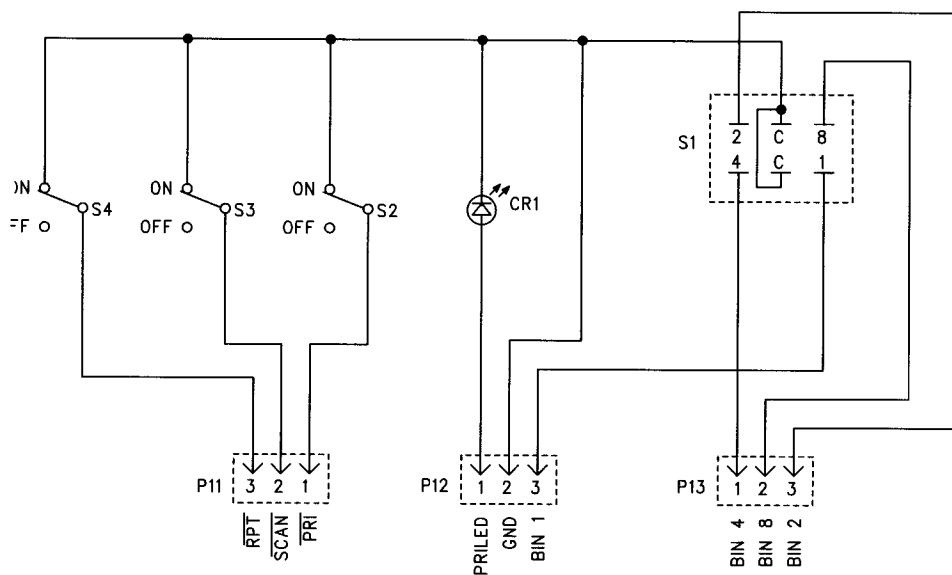 S1
2 C 8
4 C 1
ON ON
S4 S3 S2 CR1
OFF OFF
P11 3 2 1
P12 1 2 3
P13 1 2 3
RPT
SCAN
PRI
PRILED
GND
BIN 1
BIN 4
BIN 8
BIN 2